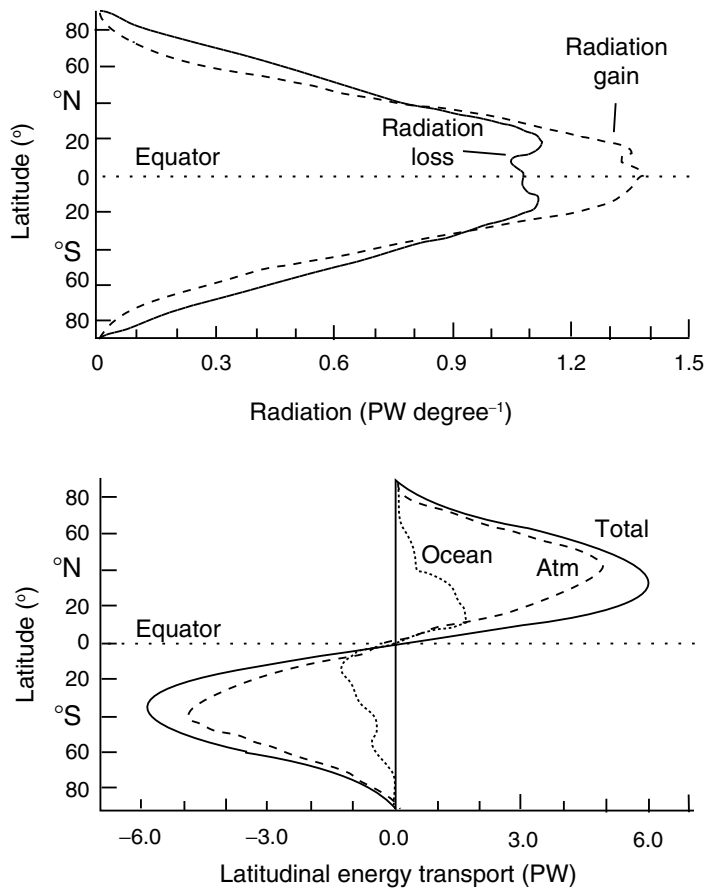 80
60
°N
20
0
20
°S
60
80
Latitude (°)
Equator
Radiation
loss
Radiation
gain
0
0.3
0.6
0.9
1.2
1.5
Radiation (PW degree⁻¹)
80
60
°N
20
0
20
°S
60
80
Latitude (°)
Equator
Ocean
Atm
Total
−6.0
−3.0
0.0
3.0
6.0
Latitudinal energy transport (PW)